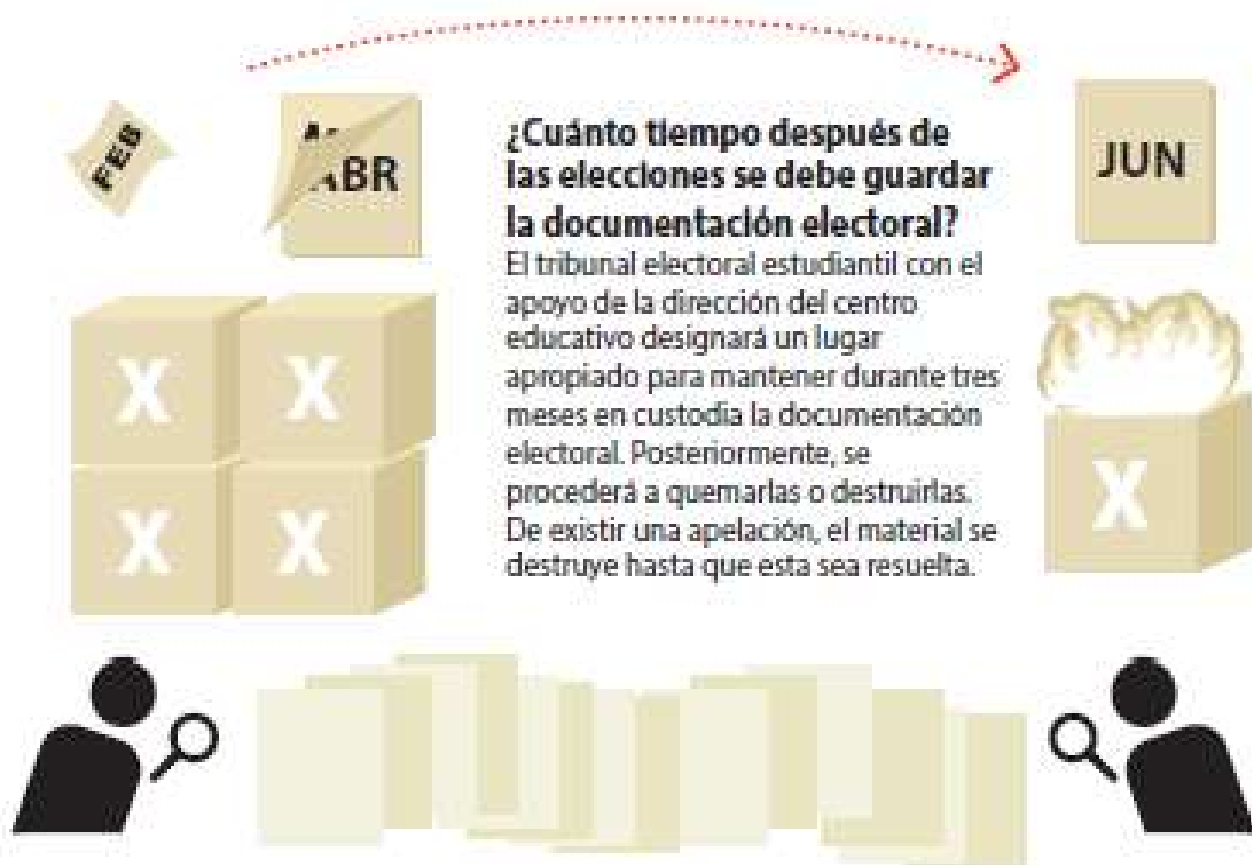 FEB
ABR
¿Cuánto tiempo después de
las elecciones se debe guardar
la documentación electoral?
El tribunal electoral estudiantil con el
apoyo de la dirección del centro
educativo designará un lugar
apropiado para mantener durante tres
meses en custodia la documentación
electoral. Posteriormente, se
procederá a quemarlas o destruirlas.
De existir una apelación, el material se
destruye hasta que esta sea resuelta.
JUN
X
X
X
X
X